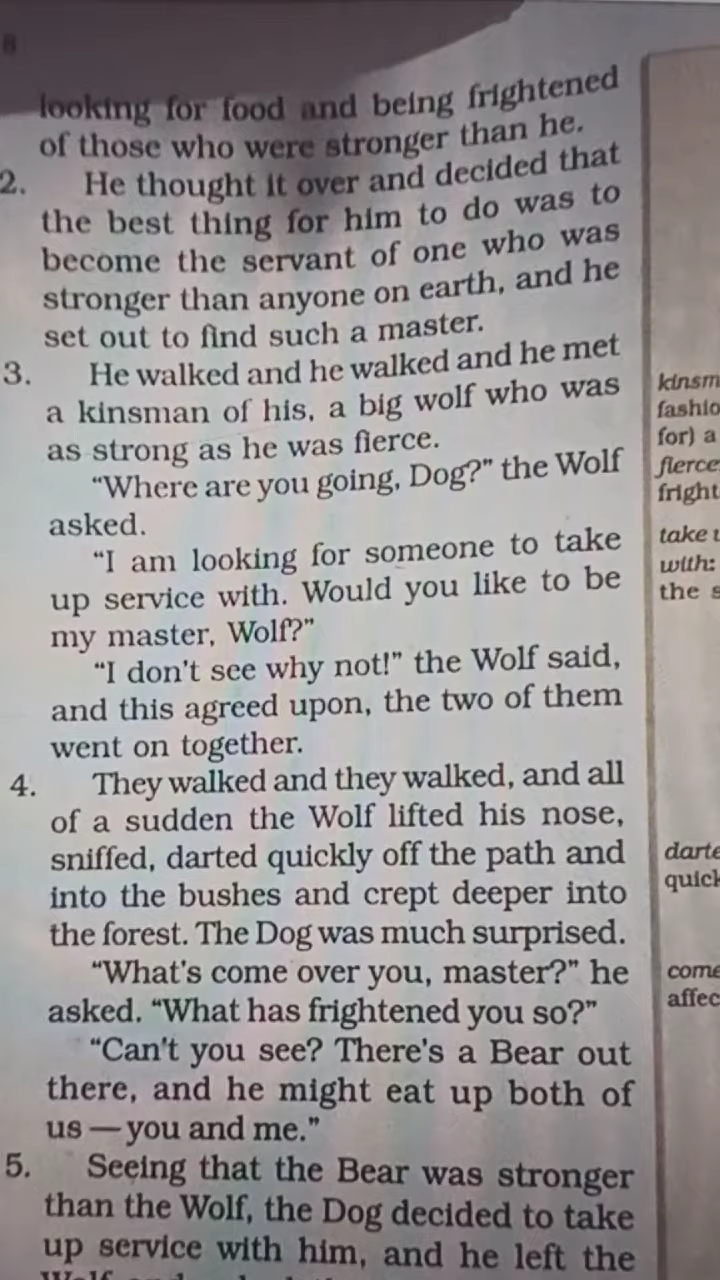 looking for food and being frightened
of those who were stronger than he.
2. He thought it over and decided that
the best thing for him to do was to
become the servant of one who was
stronger than anyone on earth, and he
set out to find such a master.
3. He walked and he walked and he met
a kinsman of his, a big wolf who was
as strong as he was fierce.
“Where are you going, Dog?” the Wolf
asked.
“I am looking for someone to take
up service with. Would you like to be
my master, Wolf?”
“I don't see why not!” the Wolf said,
and this agreed upon, the two of them
went on together.
4. They walked and they walked, and all
of a sudden the Wolf lifted his nose,
sniffed, darted quickly off the path and
into the bushes and crept deeper into
the forest. The Dog was much surprised.
“What's come over you, master?” he
asked. “What has frightened you so?”
“Can't you see? There's a Bear out
there, and he might eat up both of
us — you and me.”
5. Seeing that the Bear was stronger
than the Wolf, the Dog decided to take
up service with him, and he left the
kinsm
fashio
for) a
fierce
fright
take u
with:
the s
darte
quick
come
affec